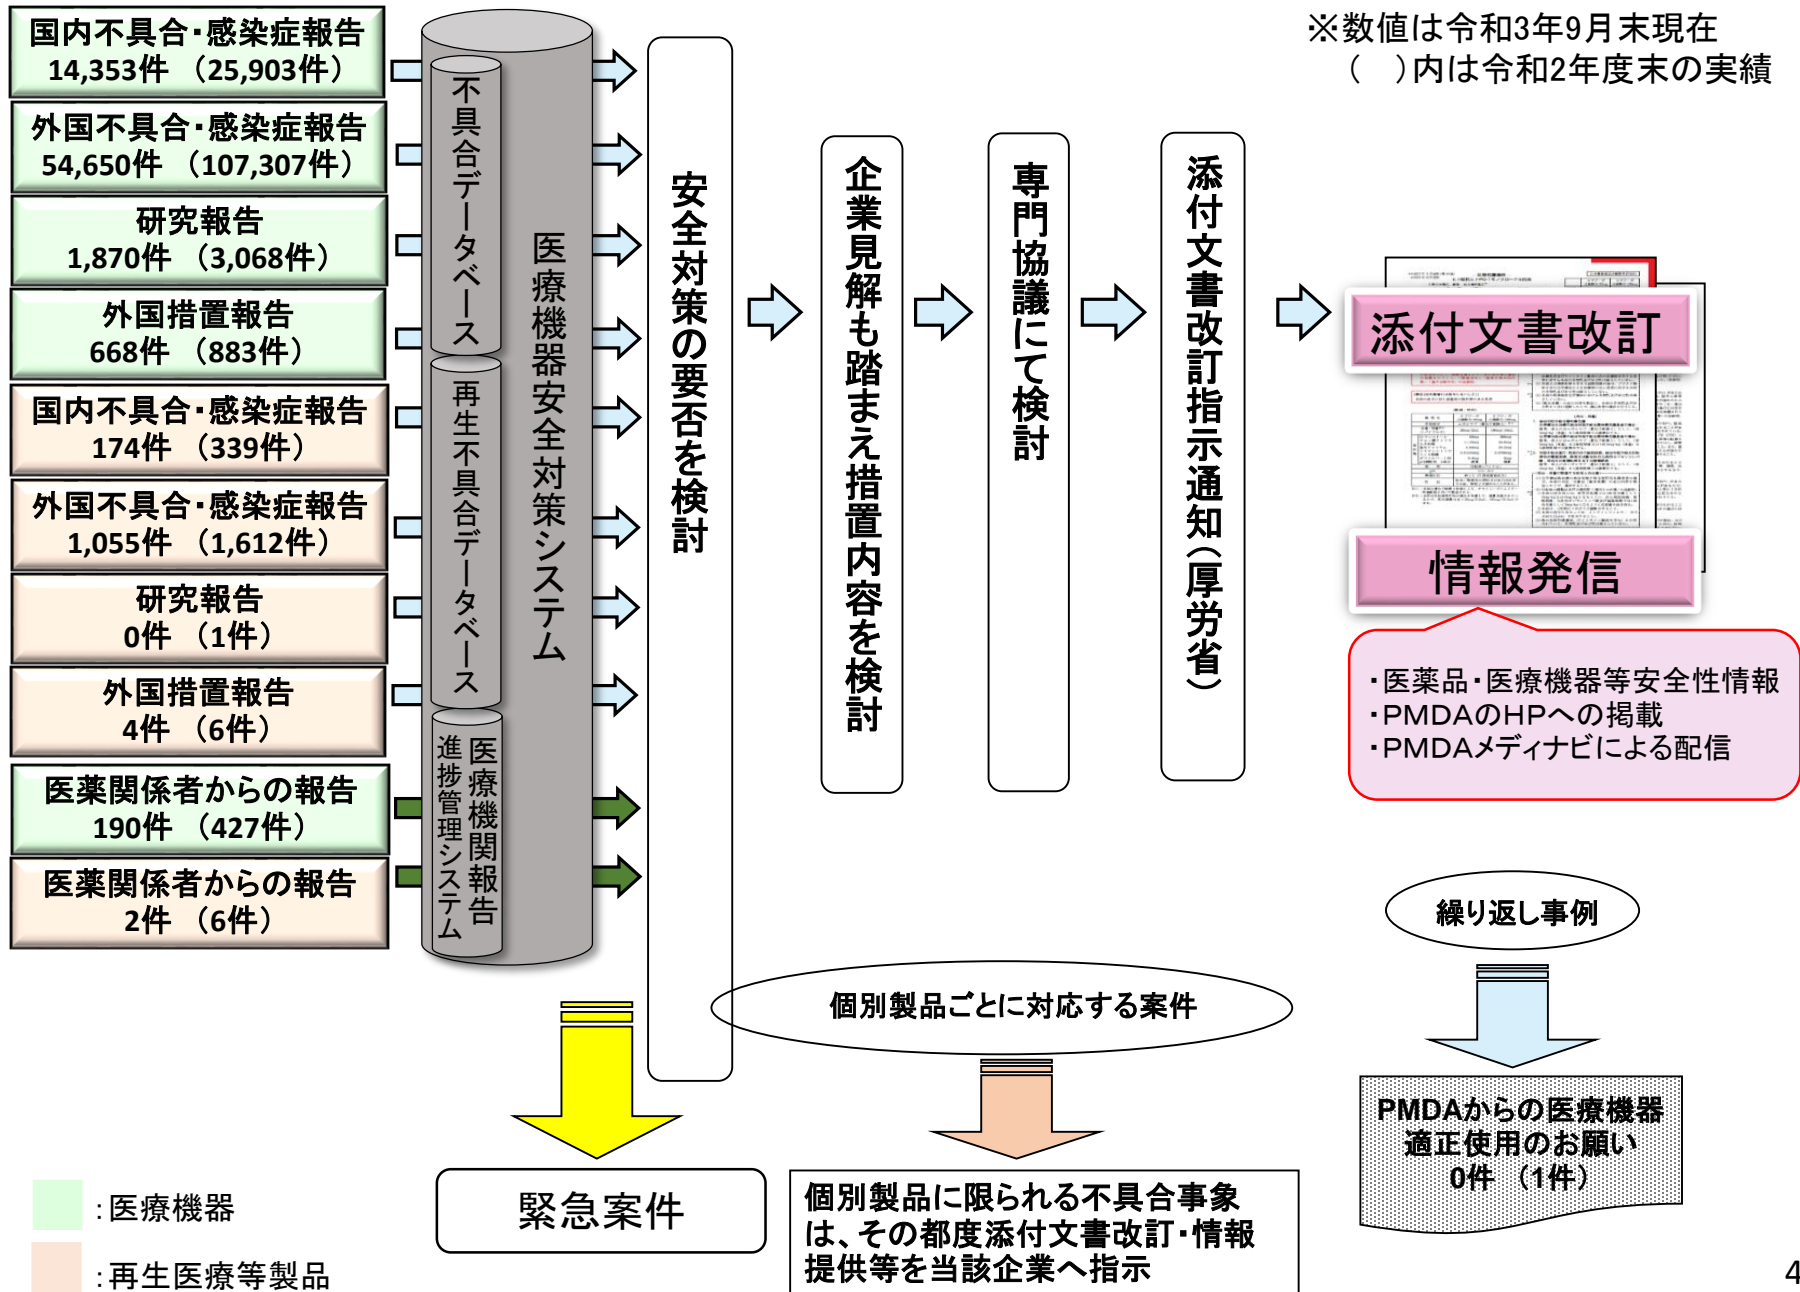 ※数値は令和3年9月末現在
(　)内は令和2年度末の実績
国内不具合・感染症報告
14,353件 （25,903件）
外国不具合・感染症報告
54,650件 （107,307件）
研究報告
1,870件 （3,068件）
外国措置報告
668件 （883件）
国内不具合・感染症報告
174件 （339件）
外国不具合・感染症報告
1,055件 （1,612件）
研究報告
0件 （1件）
外国措置報告
4件 （6件）
医薬関係者からの報告
190件 （427件）
医薬関係者からの報告
2件 （6件）
不具合データベース
再生不具合データベース
医療機関報告
進捗管理システム
医療機器安全対策システム
安全対策の要否を検討
企業見解も踏まえ措置内容を検討
専門協議にて検討
添付文書改訂指示通知（厚労省）
添付文書改訂
情報発信
・医薬品・医療機器等安全性情報
・PMDAのHPへの掲載
・PMDAメディナビによる配信
繰り返し事例
個別製品ごとに対応する案件
PMDAからの医療機器
適正使用のお願い
0件 （1件）
緊急案件
個別製品に限られる不具合事象
は、その都度添付文書改訂・情報
提供等を当該企業へ指示
：医療機器
：再生医療等製品
4